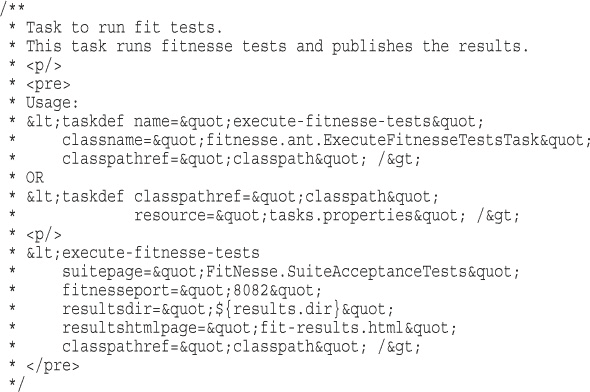 /**
 * Task to run fit tests.
 * This task runs fitnesse tests and publishes the results.
 * <p/>
 * <pre>
 * Usage:
 * &lt;taskdef name=&quot;execute-fitnesse-tests&quot;
 *     classname=&quot;fitnesse.ant.ExecuteFitnesseTestsTask&quot;
 *     classpathref=&quot;classpath&quot; /&gt;
 * OR
 * &lt;taskdef classpathref=&quot;classpath&quot;
 *             resource=&quot;tasks.properties&quot; /&gt;
 * <p/>
 * &lt;execute-fitnesse-tests
 *     suitepage=&quot;FitNesse.SuiteAcceptanceTests&quot;
 *     fitnesseport=&quot;8082&quot;
 *     resultsdir=&quot;${results.dir}&quot;
 *     resultshtmlpage=&quot;fit-results.html&quot;
 *     classpathref=&quot;classpath&quot; /&gt;
 * </pre>
 */